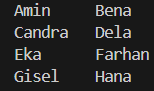 Amin Bena
Candra Dela
Eka Farhan
Gisel Hana